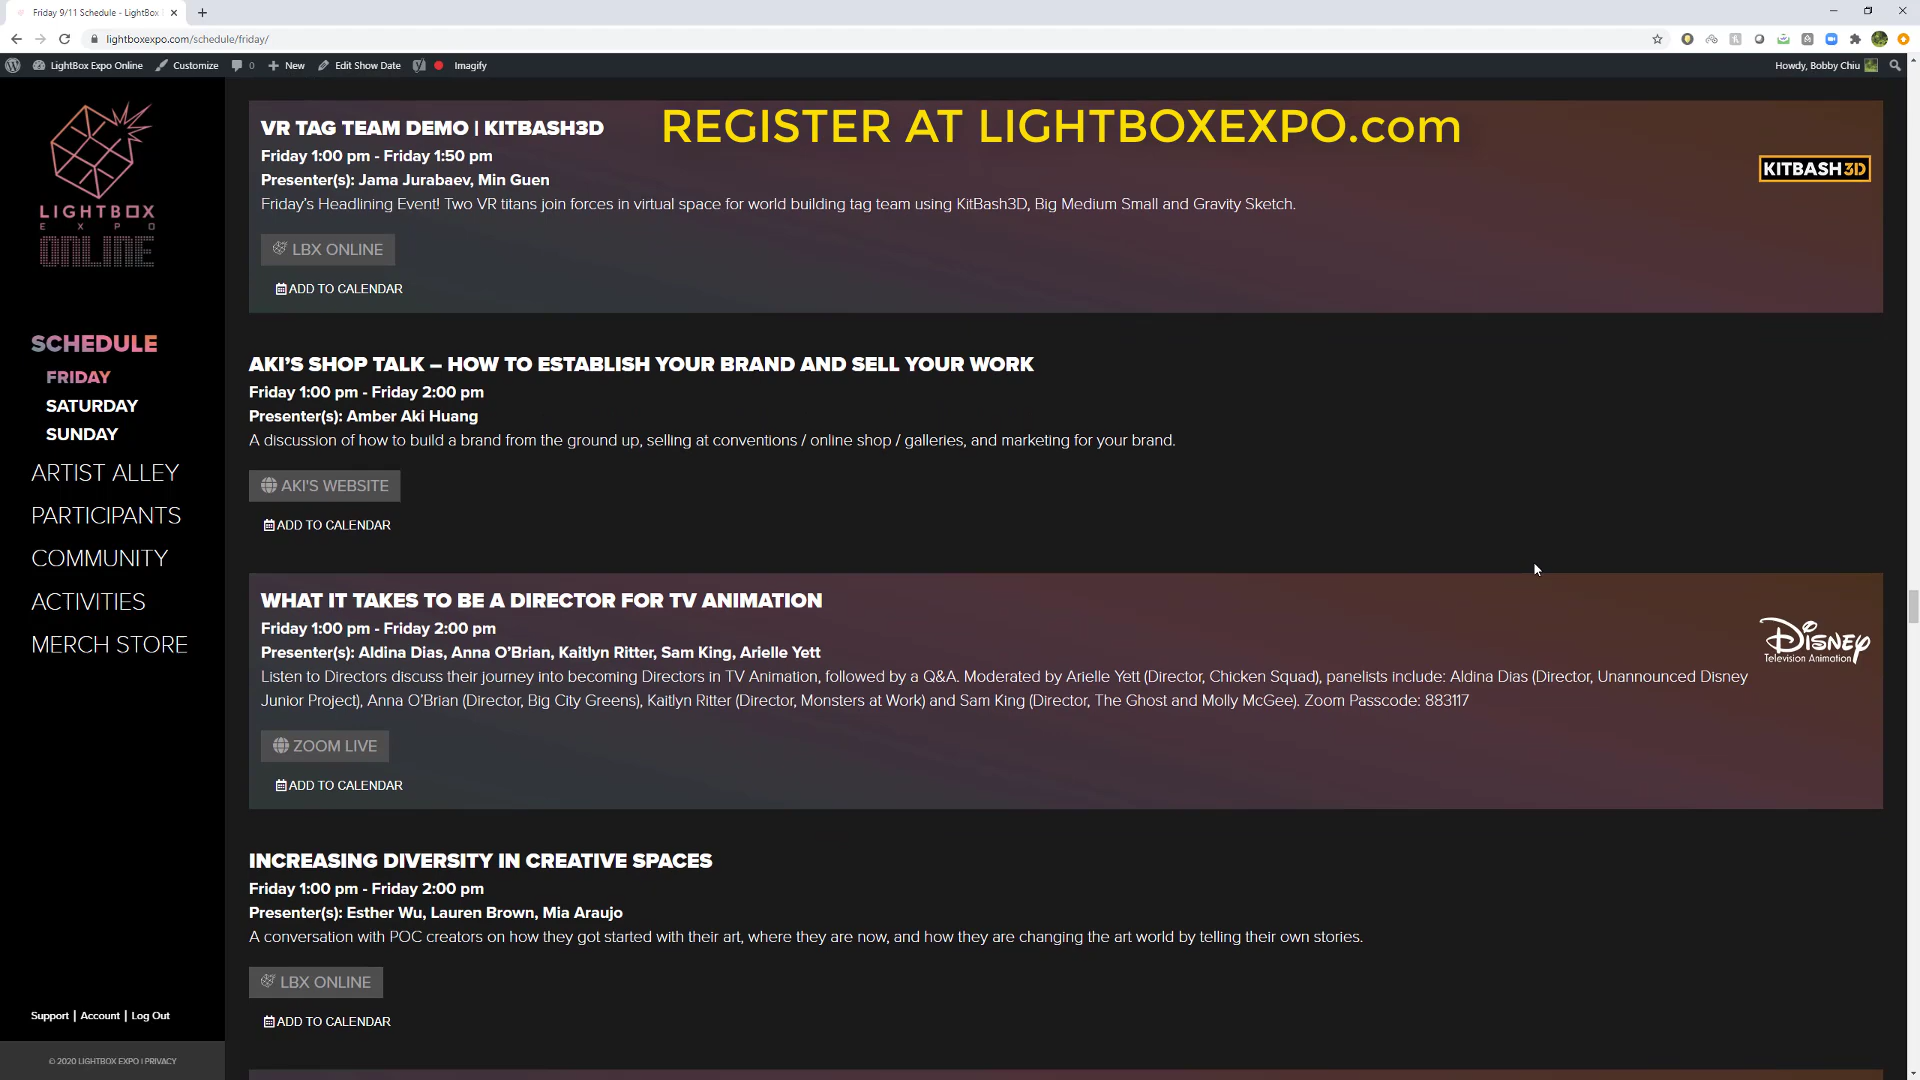 Friday 9/11 Schedule - LightBox
lightboxexpo.com/schedule/friday/
LightBox Expo Online
Customize
0
New
Edit Show Date
Imagify
Howdy, Bobby Chiu
LIGHTBOX
EXPO
ONLINE
SCHEDULE
FRIDAY
SATURDAY
SUNDAY
ARTIST ALLEY
PARTICIPANTS
COMMUNITY
ACTIVITIES
MERCH STORE
Support | Account | Log Out
© 2020 LIGHTBOX EXPO | PRIVACY
REGISTER AT LIGHTBOXEXPO.com
VR TAG TEAM DEMO | KITBASH3D
Friday 1:00 pm - Friday 1:50 pm
Presenter(s): Jama Jurabaev, Min Guen
Friday's Headlining Event! Two VR titans join forces in virtual space for world building tag team using KitBash3D, Big Medium Small and Gravity Sketch.
KITBASH3D
LBX ONLINE
ADD TO CALENDAR
AKI'S SHOP TALK – HOW TO ESTABLISH YOUR BRAND AND SELL YOUR WORK
Friday 1:00 pm - Friday 2:00 pm
Presenter(s): Amber Aki Huang
A discussion of how to build a brand from the ground up, selling at conventions / online shop / galleries, and marketing for your brand.
AKI'S WEBSITE
ADD TO CALENDAR
WHAT IT TAKES TO BE A DIRECTOR FOR TV ANIMATION
Friday 1:00 pm - Friday 2:00 pm
Presenter(s): Aldina Dias, Anna O'Brian, Kaitlyn Ritter, Sam King, Arielle Yett
Listen to Directors discuss their journey into becoming Directors in TV Animation, followed by a Q&A. Moderated by Arielle Yett (Director, Chicken Squad), panelists include: Aldina Dias (Director, Unannounced Disney
Junior Project), Anna O'Brian (Director, Big City Greens), Kaitlyn Ritter (Director, Monsters at Work) and Sam King (Director, The Ghost and Molly McGee). Zoom Passcode: 883117
Disney
Television Animation
ZOOM LIVE
ADD TO CALENDAR
INCREASING DIVERSITY IN CREATIVE SPACES
Friday 1:00 pm - Friday 2:00 pm
Presenter(s): Esther Wu, Lauren Brown, Mia Araujo
A conversation with POC creators on how they got started with their art, where they are now, and how they are changing the art world by telling their own stories.
LBX ONLINE
ADD TO CALENDAR